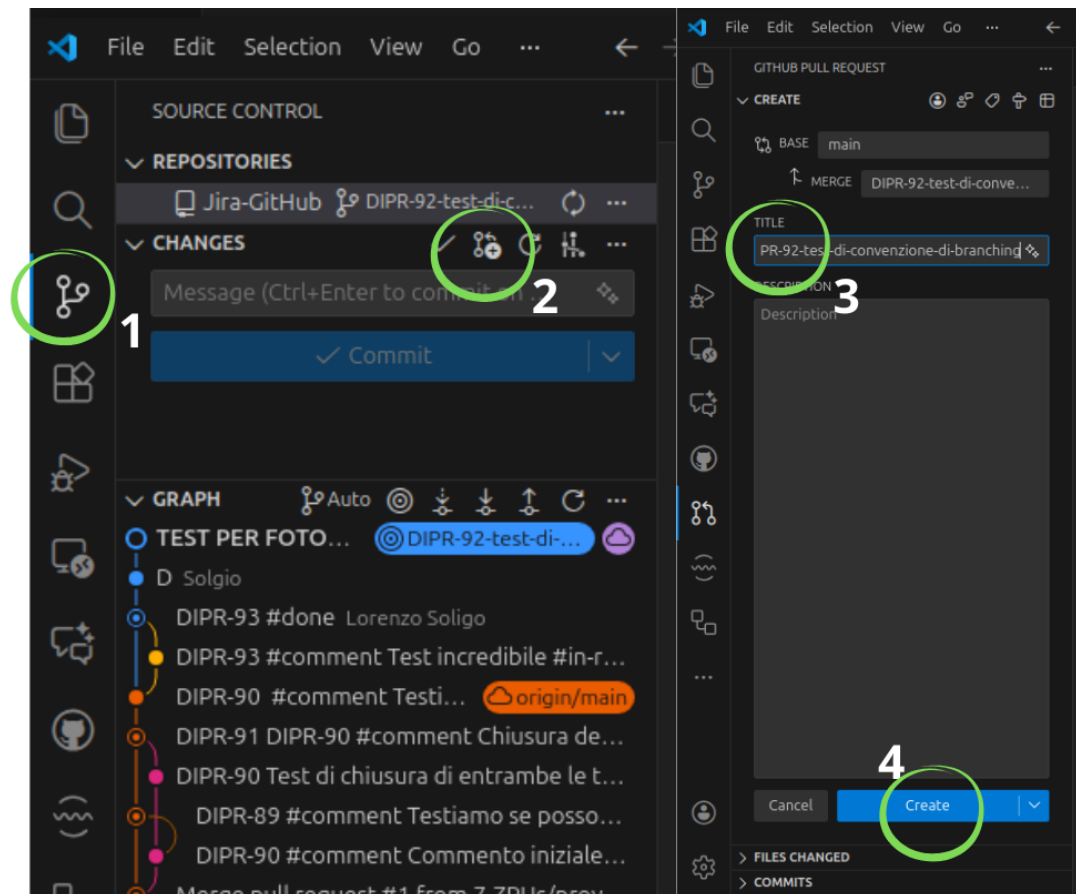 File Edit Selection View Go ...
SOURCE CONTROL
REPOSITORIES
Jira-GitHub DIPR-92-test-di-c...
CHANGES
Message (Ctrl+Enter to commit on
2
1
Commit
GRAPH Auto
TEST PER FOTO... DIPR-92-test-di-...
D Solgio
DIPR-93 #done Lorenzo Soligo
DIPR-93 #comment Test incredibile #in-r...
DIPR-90 #comment Testi... origin/main
DIPR-91 DIPR-90 #comment Chiusura de...
DIPR-90 Test di chiusura di entrambe le t...
DIPR-89 #comment Testiamo se posso...
DIPR-90 #comment Commento iniziale...
Merge pull request #1 from
File Edit Selection View Go ...
GITHUB PULL REQUEST
CREATE
BASE main
MERGE DIPR-92-test-di-conve...
TITLE
PR-92-test-di-convenzione-di-branching
3
DESCRIPTION
Description
4
Cancel Create
FILES CHANGED
COMMITS